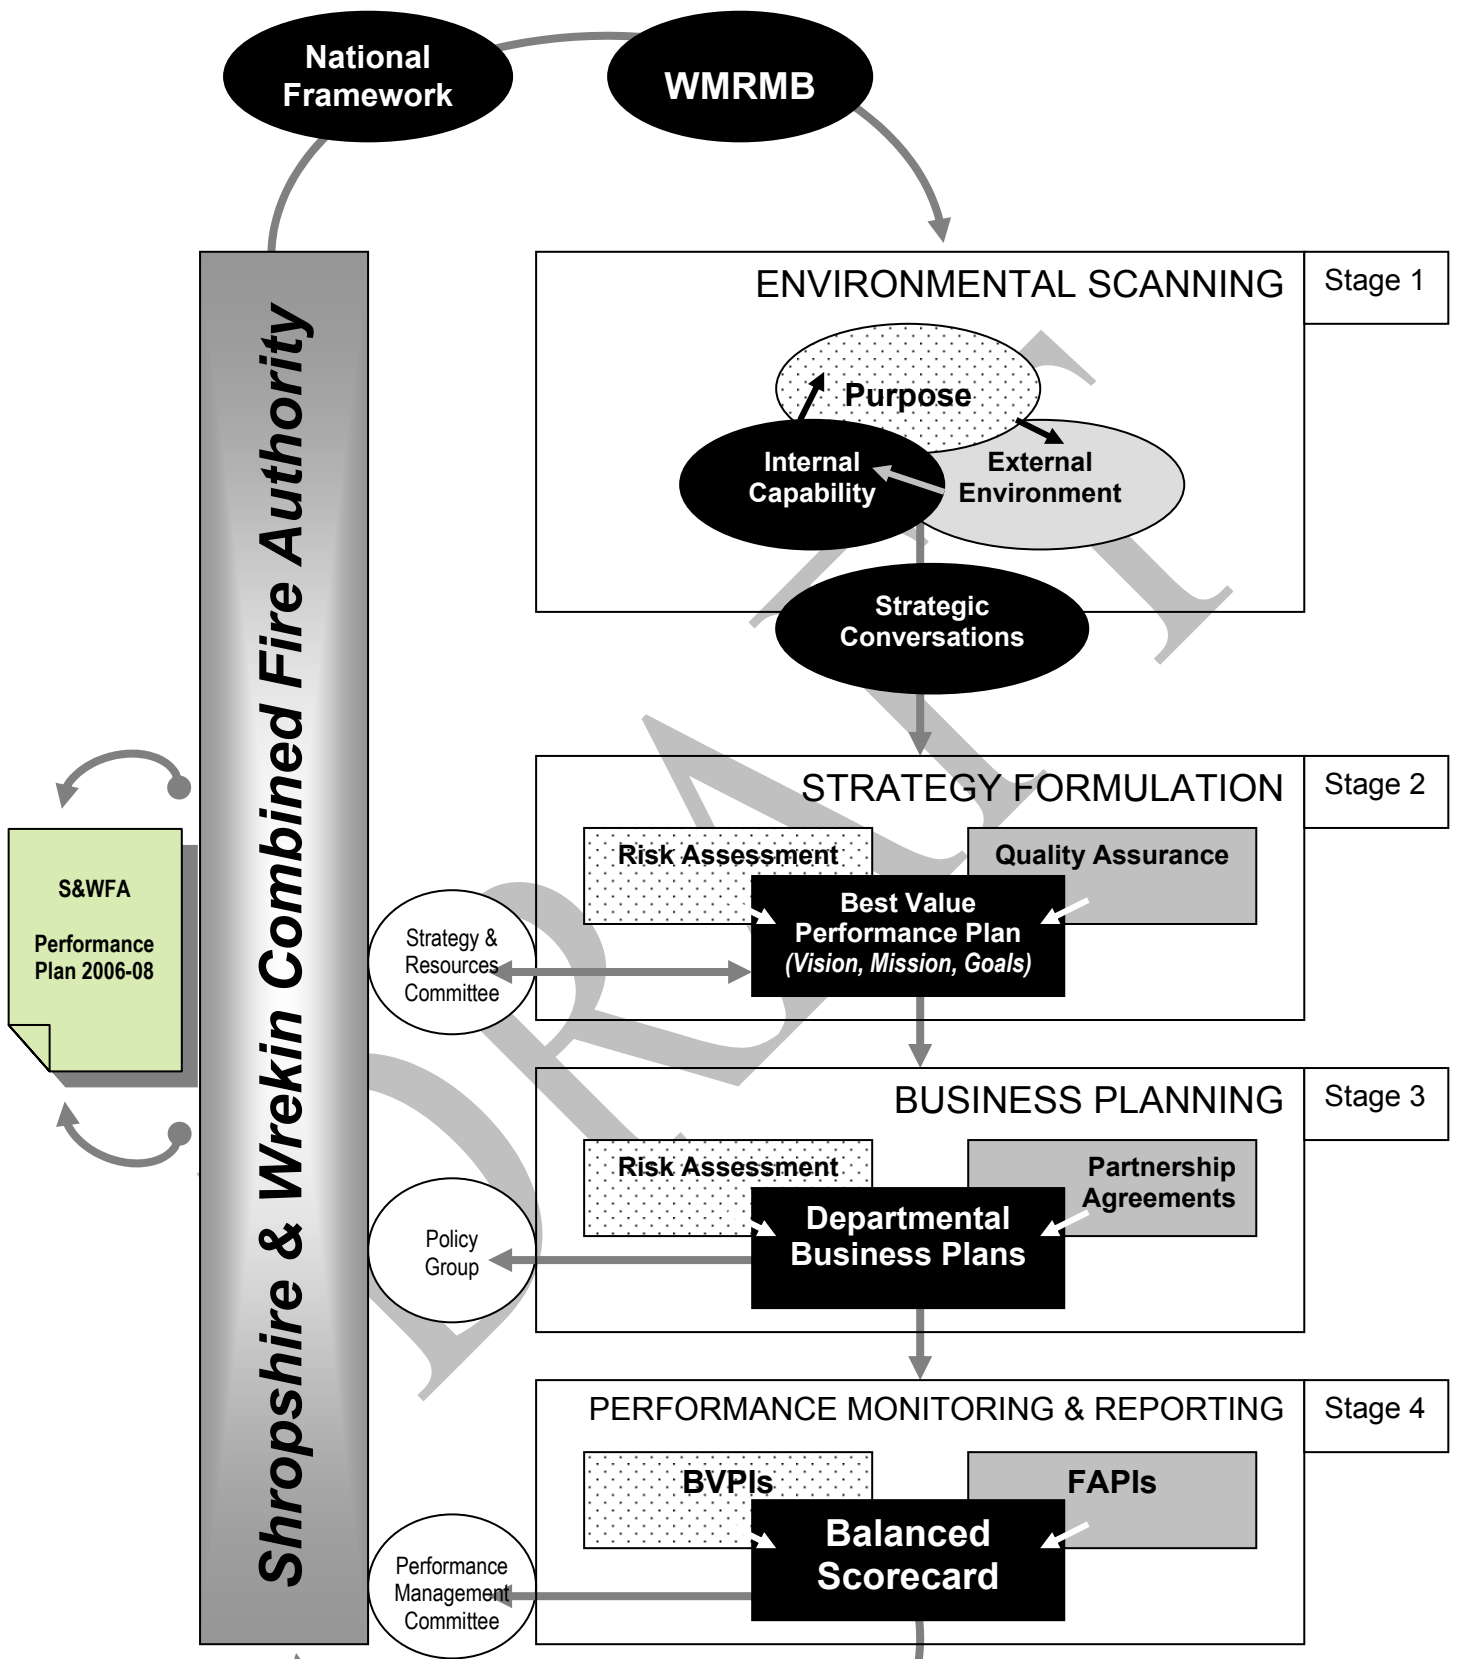 National
Framework
WMRMB
Shropshire & Wrekin Combined Fire Authority
ENVIRONMENTAL SCANNING
Stage 1
Purpose
Internal
Capability
External
Environment
Strategic
Conversations
STRATEGY FORMULATION
Stage 2
Risk Assessment
Quality Assurance
Best Value
Performance Plan
(Vision, Mission, Goals)
Strategy &
Resources
Committee
S&WFA
Performance
Plan 2006-08
BUSINESS PLANNING
Stage 3
Risk Assessment
Partnership
Agreements
Departmental
Business Plans
Policy
Group
PERFORMANCE MONITORING & REPORTING
Stage 4
BVPIs
FAPIs
Balanced
Scorecard
Performance
Management
Committee
DRAFT